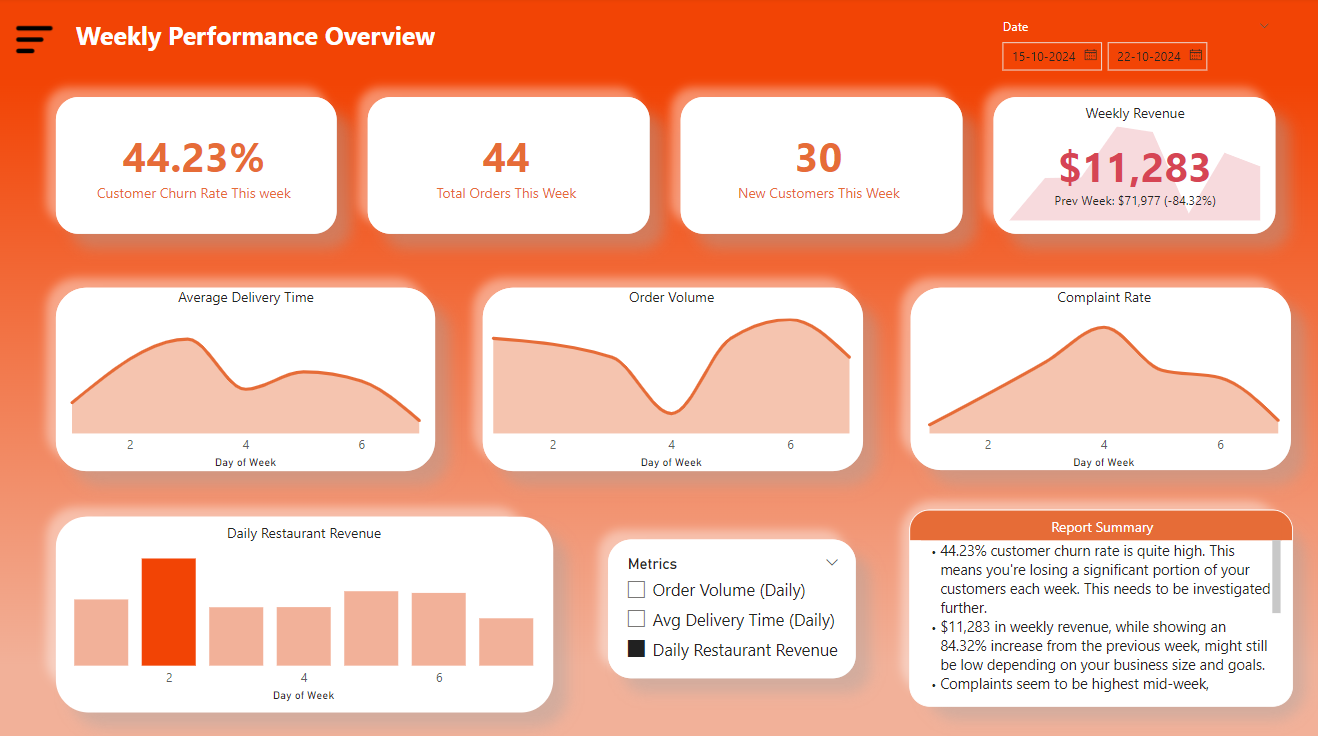 Weekly Performance Overview
Date
15-10-2024
22-10-2024
44.23%
Customer Churn Rate This week
44
Total Orders This Week
30
New Customers This Week
Weekly Revenue
$11,283
Prev Week: $71,977 (-84.32%)
Average Delivery Time
2 4 6
Day of Week
Order Volume
2 4 6
Day of Week
Complaint Rate
2 4 6
Day of Week
Daily Restaurant Revenue
2 4 6
Day of Week
Metrics
Order Volume (Daily)
Avg Delivery Time (Daily)
Daily Restaurant Revenue
Report Summary
• 44.23% customer churn rate is quite high. This
means you're losing a significant portion of your
customers each week. This needs to be investigated
further.
• $11,283 in weekly revenue, while showing an
84.32% increase from the previous week, might still
be low depending on your business size and goals.
• Complaints seem to be highest mid-week,